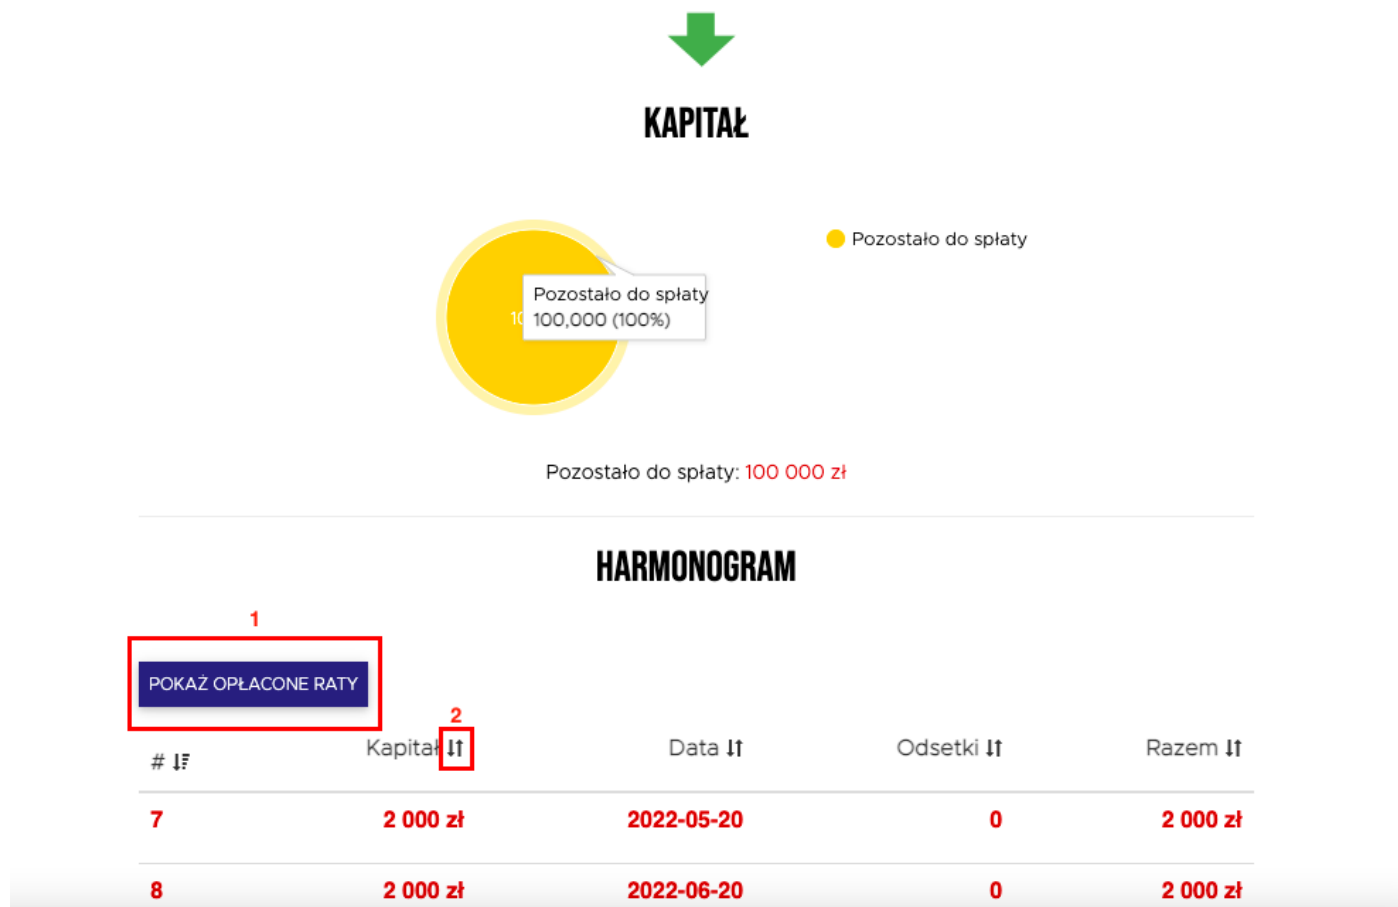 KAPITAŁ
Pozostało do spłaty
Pozostało do spłaty
100,000 (100%)
Pozostało do spłaty: 100 000 zł
HARMONOGRAM
1
POKAŻ OPŁACONE RATY
2
# Kapitał Data Odsetki Razem
7 2 000 zł 2022-05-20 0 2 000 zł
8 2 000 zł 2022-06-20 0 2 000 zł